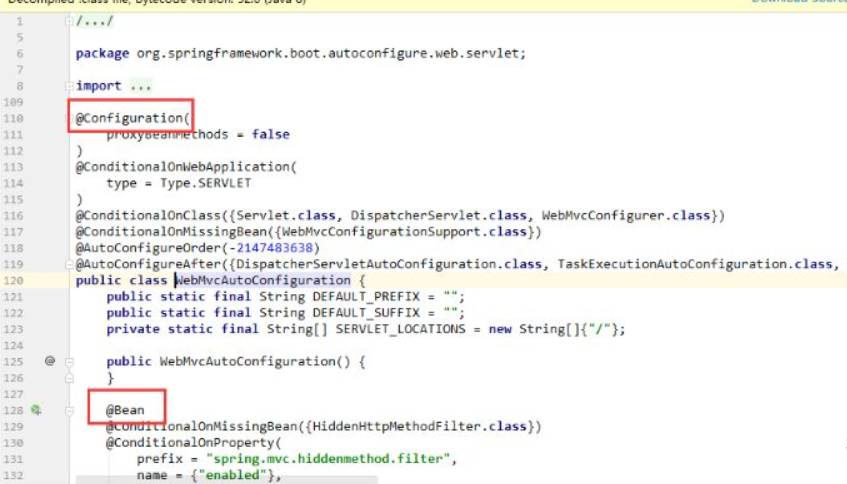 Decompiled .class file, bytecode version: 52.0 (Java 8)
Download Source
1 /.../
5
6 package org.springframework.boot.autoconfigure.web.servlet;
7
8 import ...
109
110 @Configuration(
111 proxyBeanMethods = false
112 )
113 @ConditionalOnWebApplication(
114 type = Type.SERVLET
115 )
116 @ConditionalOnClass({Servlet.class, DispatcherServlet.class, WebMvcConfigurer.class})
117 @ConditionalOnMissingBean({WebMvcConfigurationSupport.class})
118 @AutoConfigureOrder(-2147483638)
119 @AutoConfigureAfter({DispatcherServletAutoConfiguration.class, TaskExecutionAutoConfiguration.class,
120 public class WebMvcAutoConfiguration {
121 public static final String DEFAULT_PREFIX = "";
122 public static final String DEFAULT_SUFFIX = "";
123 private static final String[] SERVLET_LOCATIONS = new String[]{"/"};
124
125 @ public WebMvcAutoConfiguration() {
126 }
127
128 @Bean
129 @ConditionalOnMissingBean({HiddenHttpMethodFilter.class})
130 @ConditionalOnProperty(
131 prefix = "spring.mvc.hiddenmethod.filter",
132 name = {"enabled"},